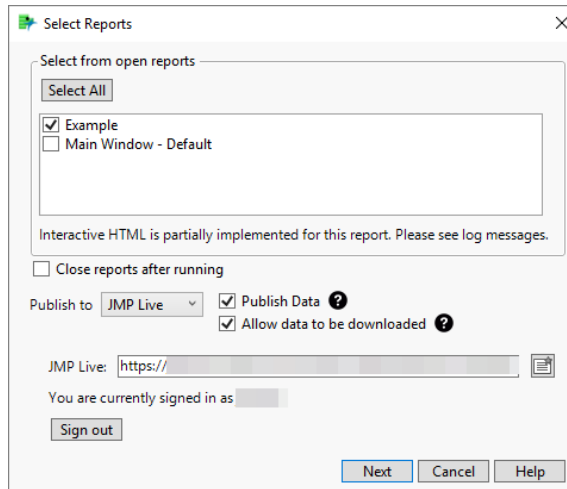 Select Reports
Select from open reports
Select All
Example
Main Window - Default
Interactive HTML is partially implemented for this report. Please see log messages.
Close reports after running
Publish to JMP Live Publish Data ?
Allow data to be downloaded ?
JMP Live: https://
You are currently signed in as
Sign out
Next Cancel Help